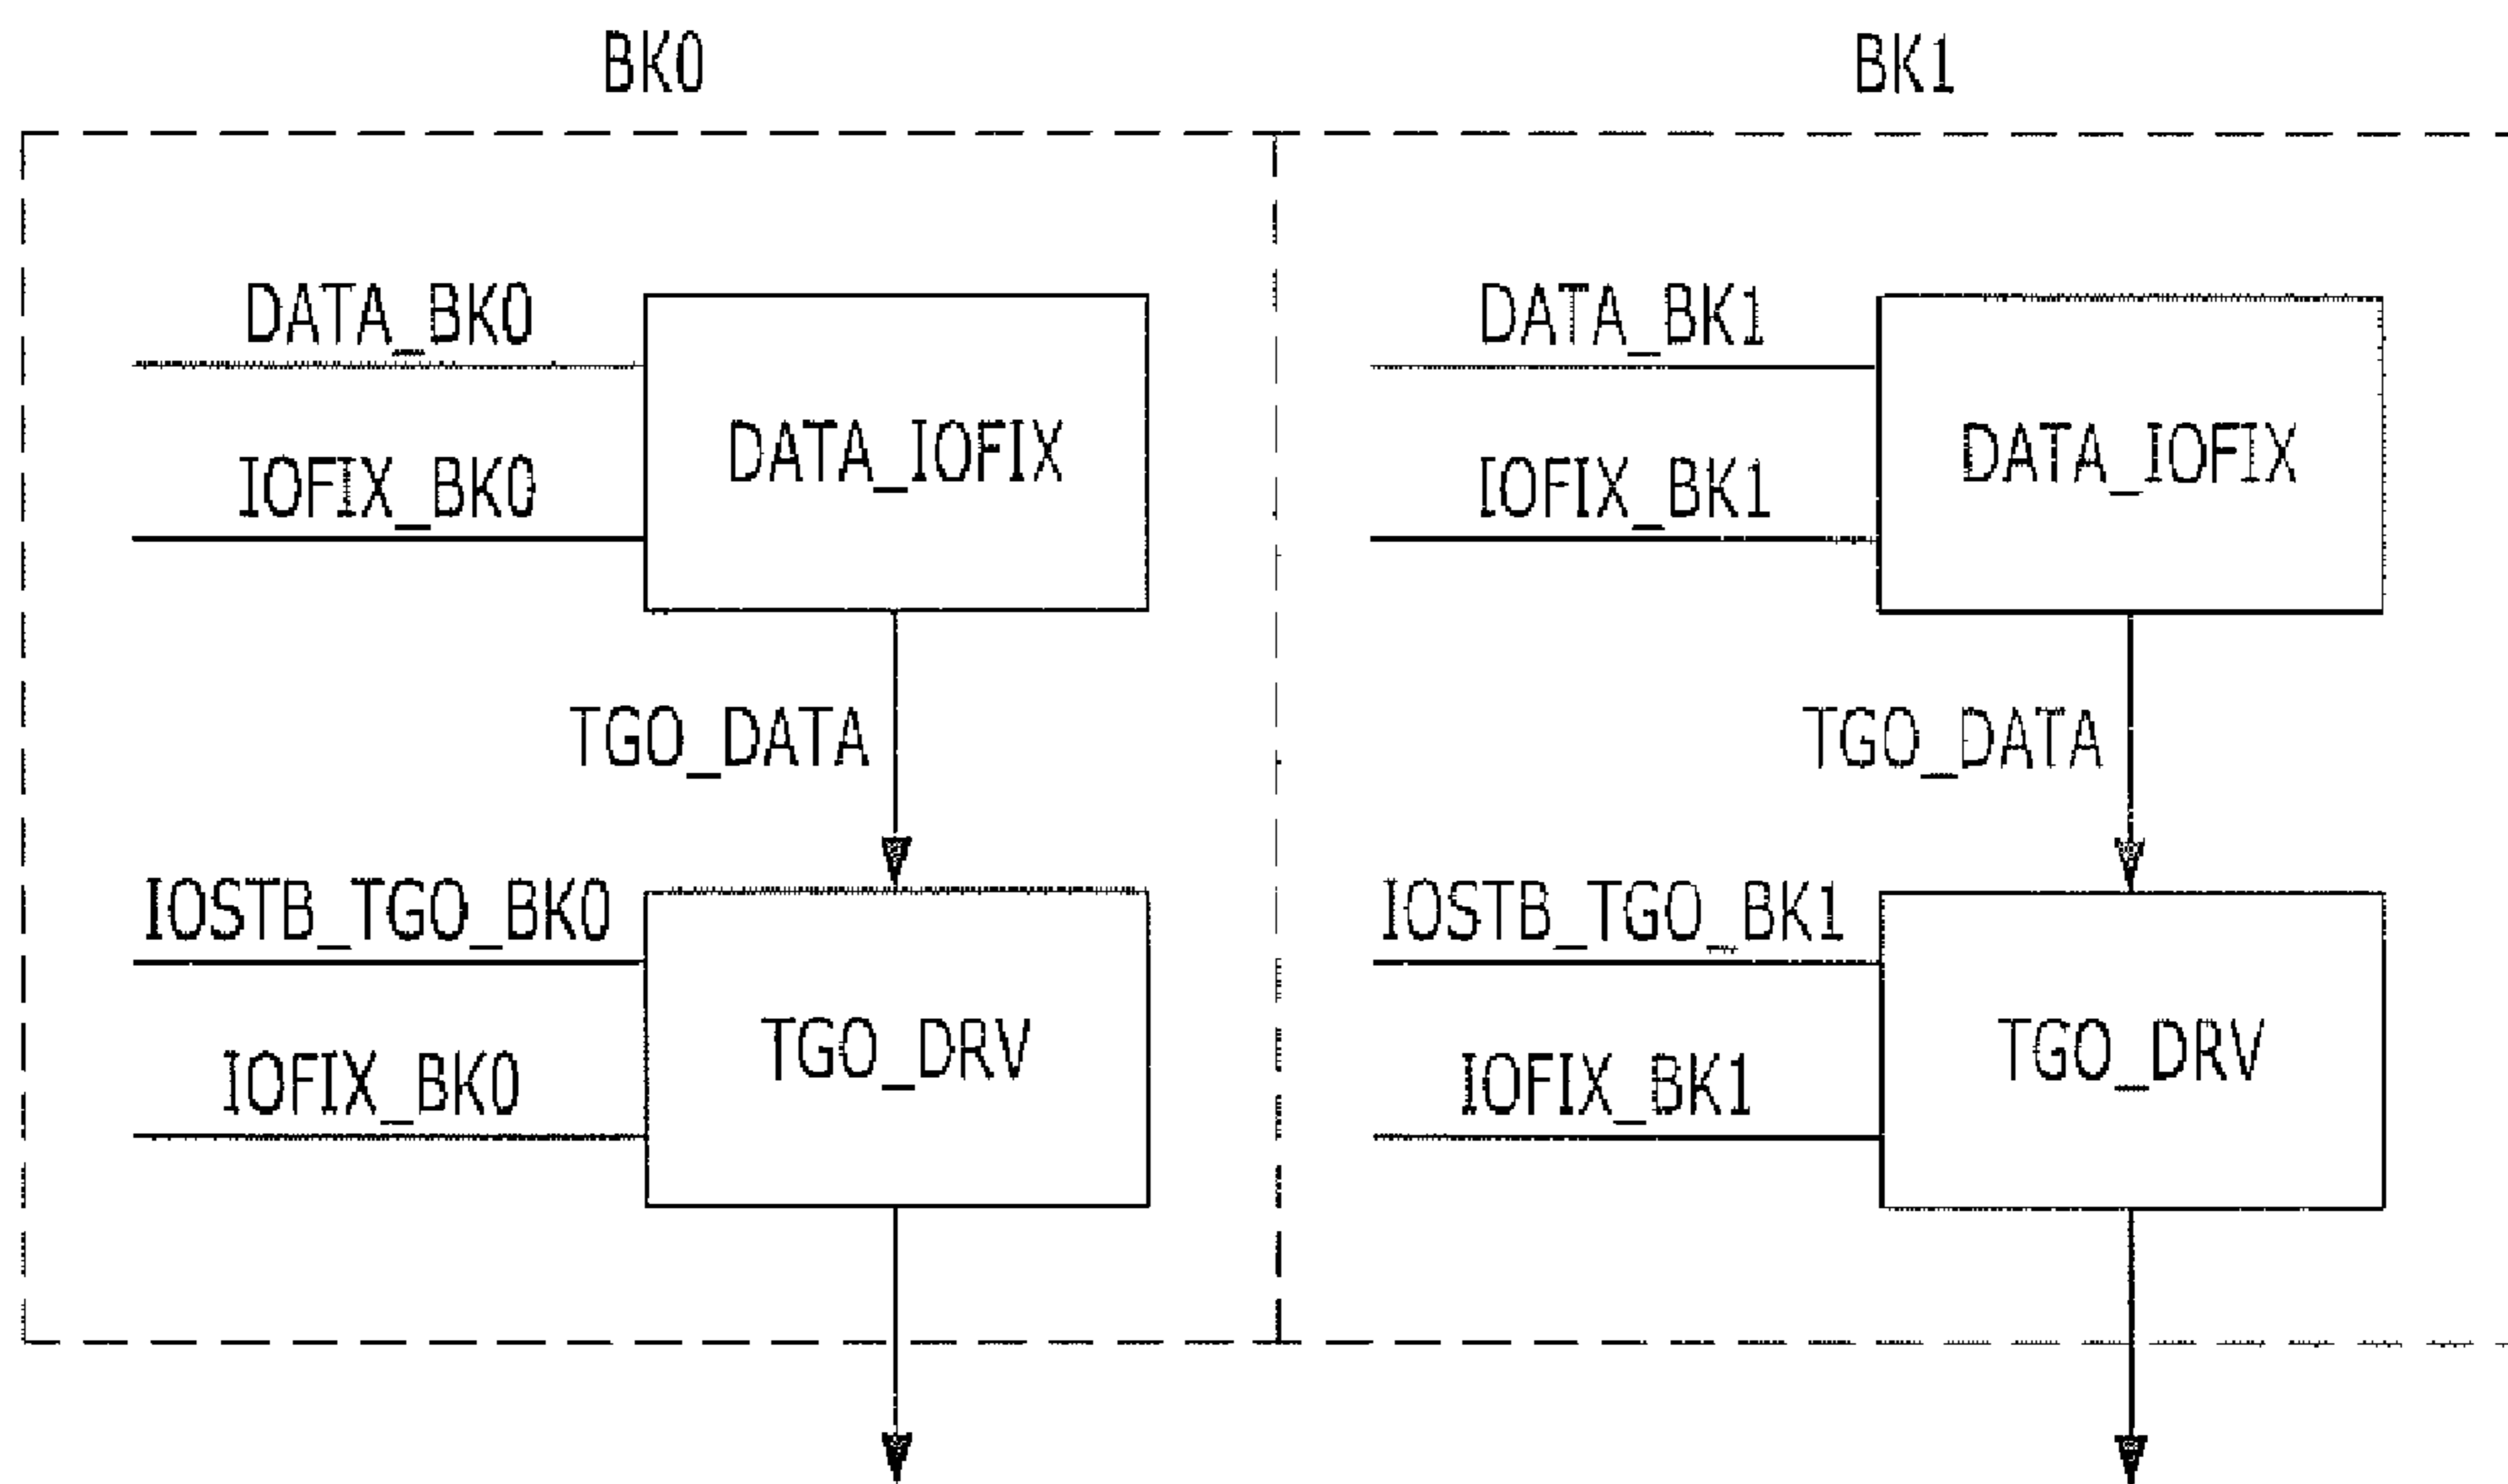 BK0
BK1
DATA_BK0
IOFIX_BK0
DATA_IOFIX
TGO_DATA
IOSTB_TGO_BK0
IOFIX_BK0
TGO_DRV
DATA_BK1
IOFIX_BK1
DATA_IOFIX
TGO_DATA
IOSTB_TGO_BK1
IOFIX_BK1
TGO_DRV